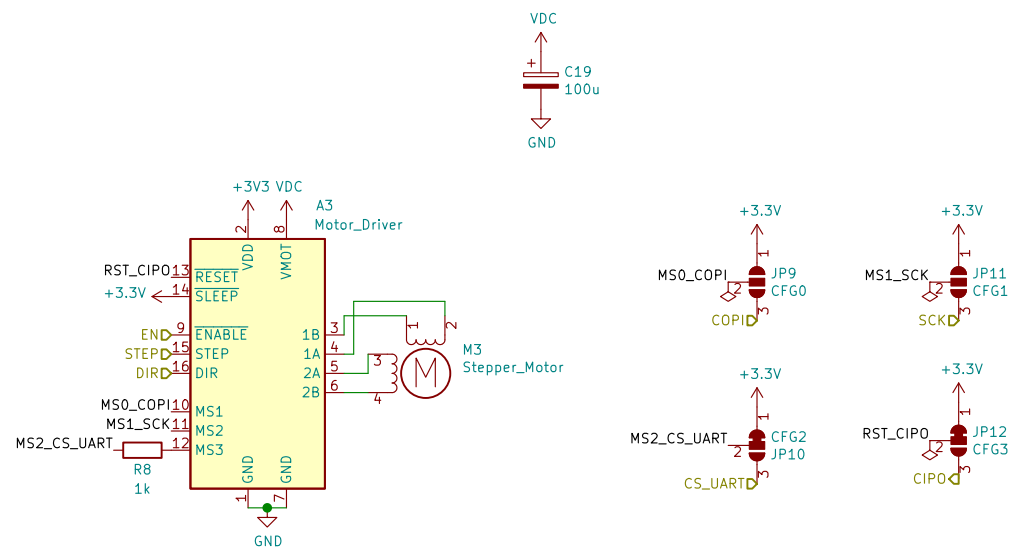 VDC
+
C19
100u
GND
+3V3 VDC
A3
Motor_Driver
2
8
VDD
VMOT
RST_CIPO
13
RESET
+3.3V
14
SLEEP
EN
9
ENABLE
STEP
15
STEP
DIR
16
DIR
MS0_COPI
10
MS1
MS1_SCK
11
MS2
MS2_CS_UART
12
MS3
R8
1k
1B
3
1A
4
2A
5
2B
6
1
2
3
4
M
M3
Stepper_Motor
GND
GND
1
7
GND
+3.3V
1
MS0_COPI
2
JP9
CFG0
3
COPI
+3.3V
1
MS1_SCK
2
JP11
CFG1
3
SCK
+3.3V
1
MS2_CS_UART
2
CFG2
JP10
3
CS_UART
+3.3V
1
RST_CIPO
2
JP12
CFG3
3
CIPO